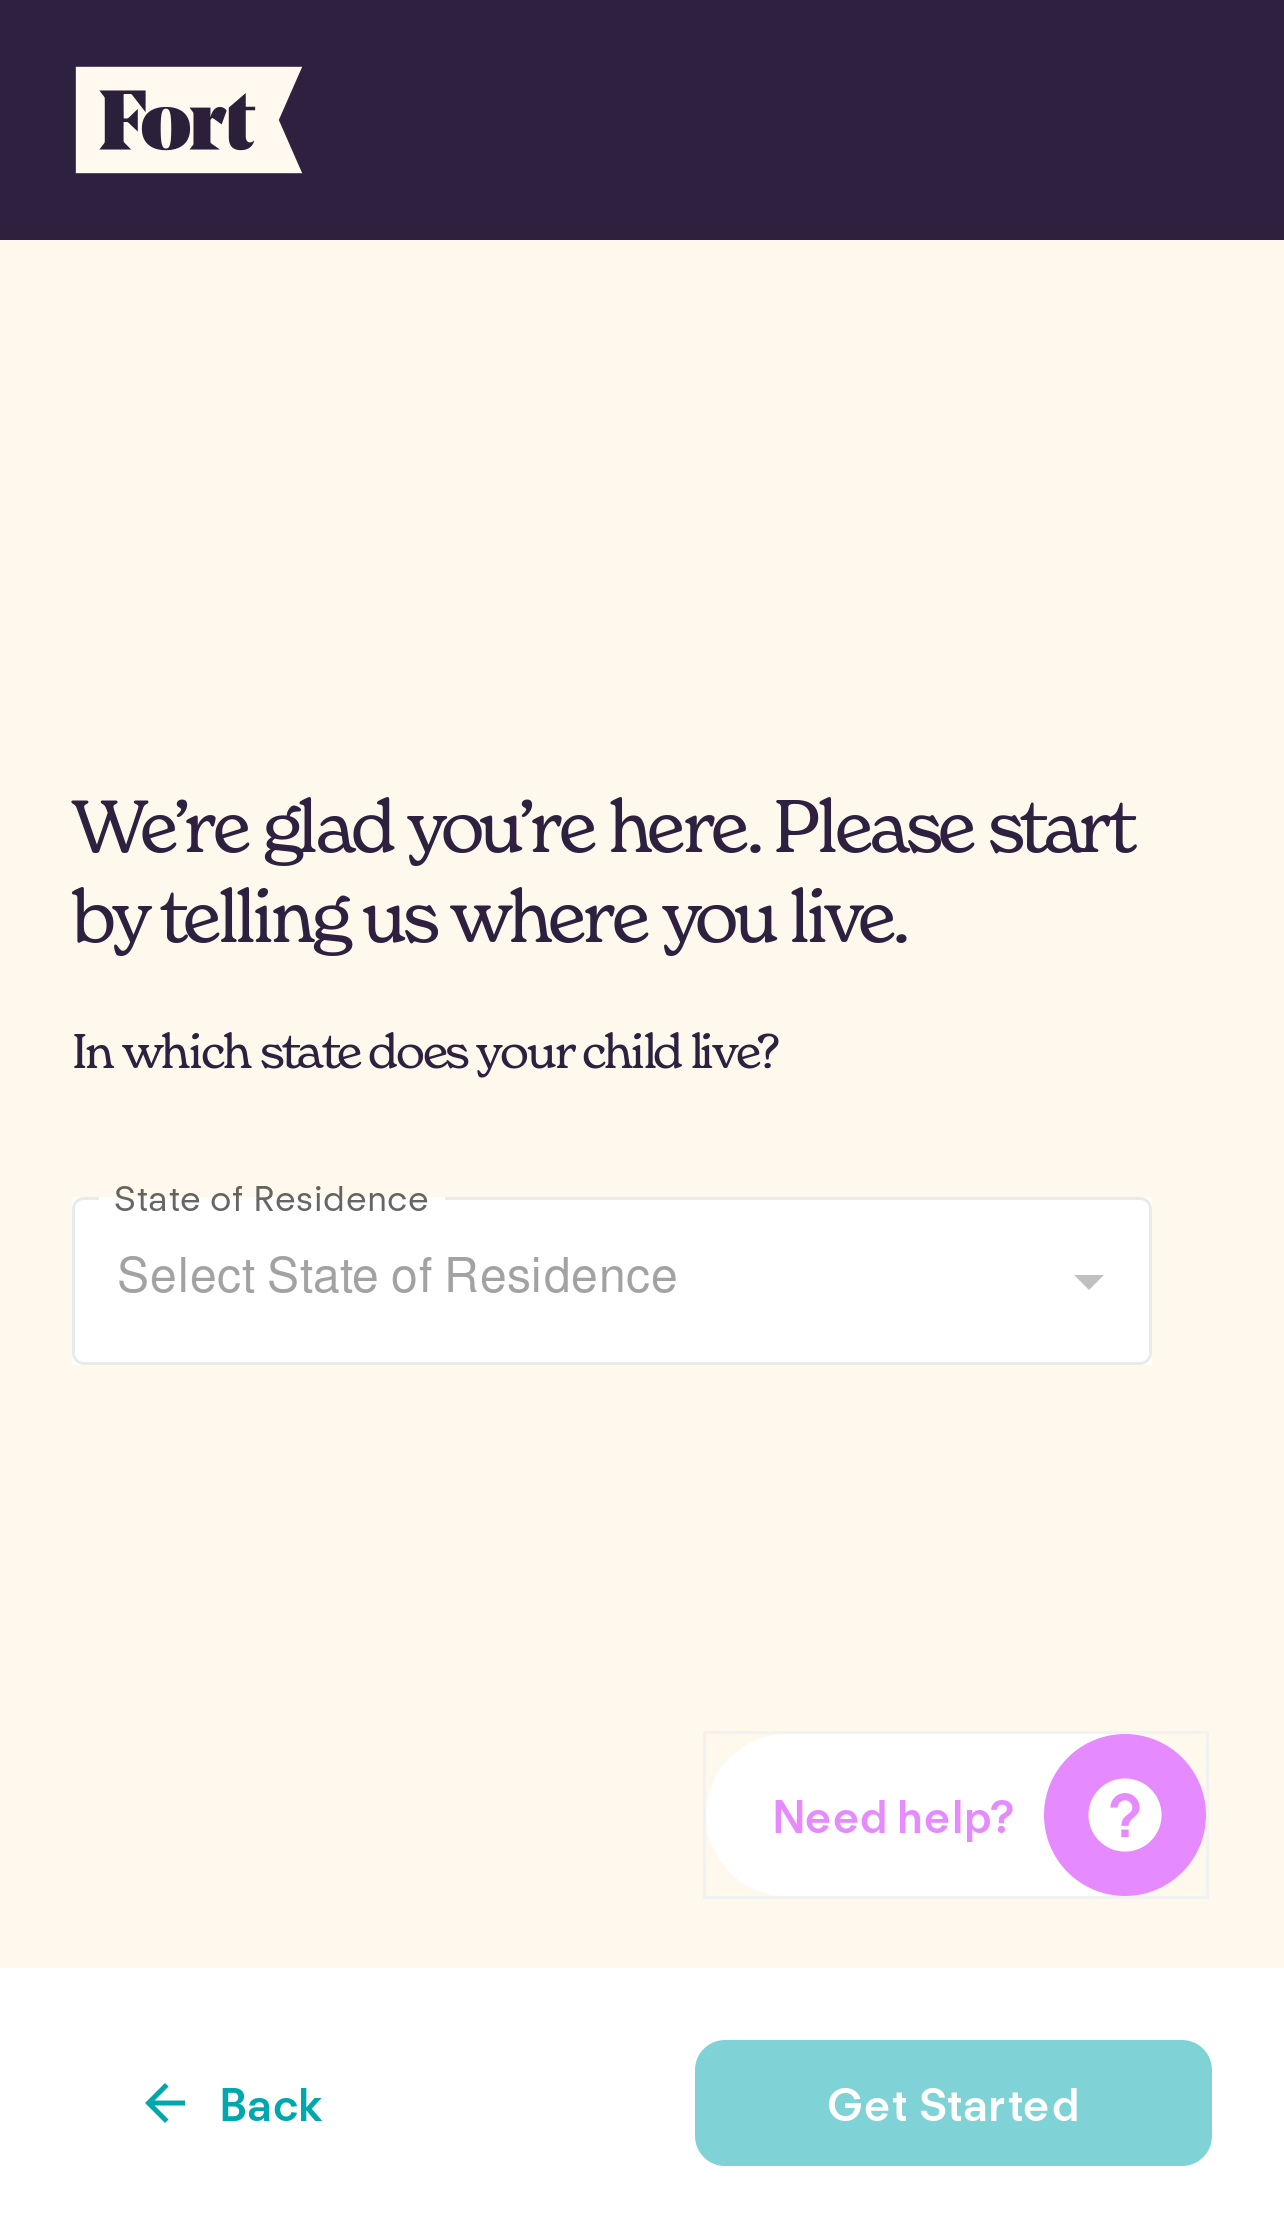 Fort
We’re glad you’re here. Please start
by telling us where you live.
In which state does your child live?
State of Residence
Select State of Residence
Need help?
Back
Get Started